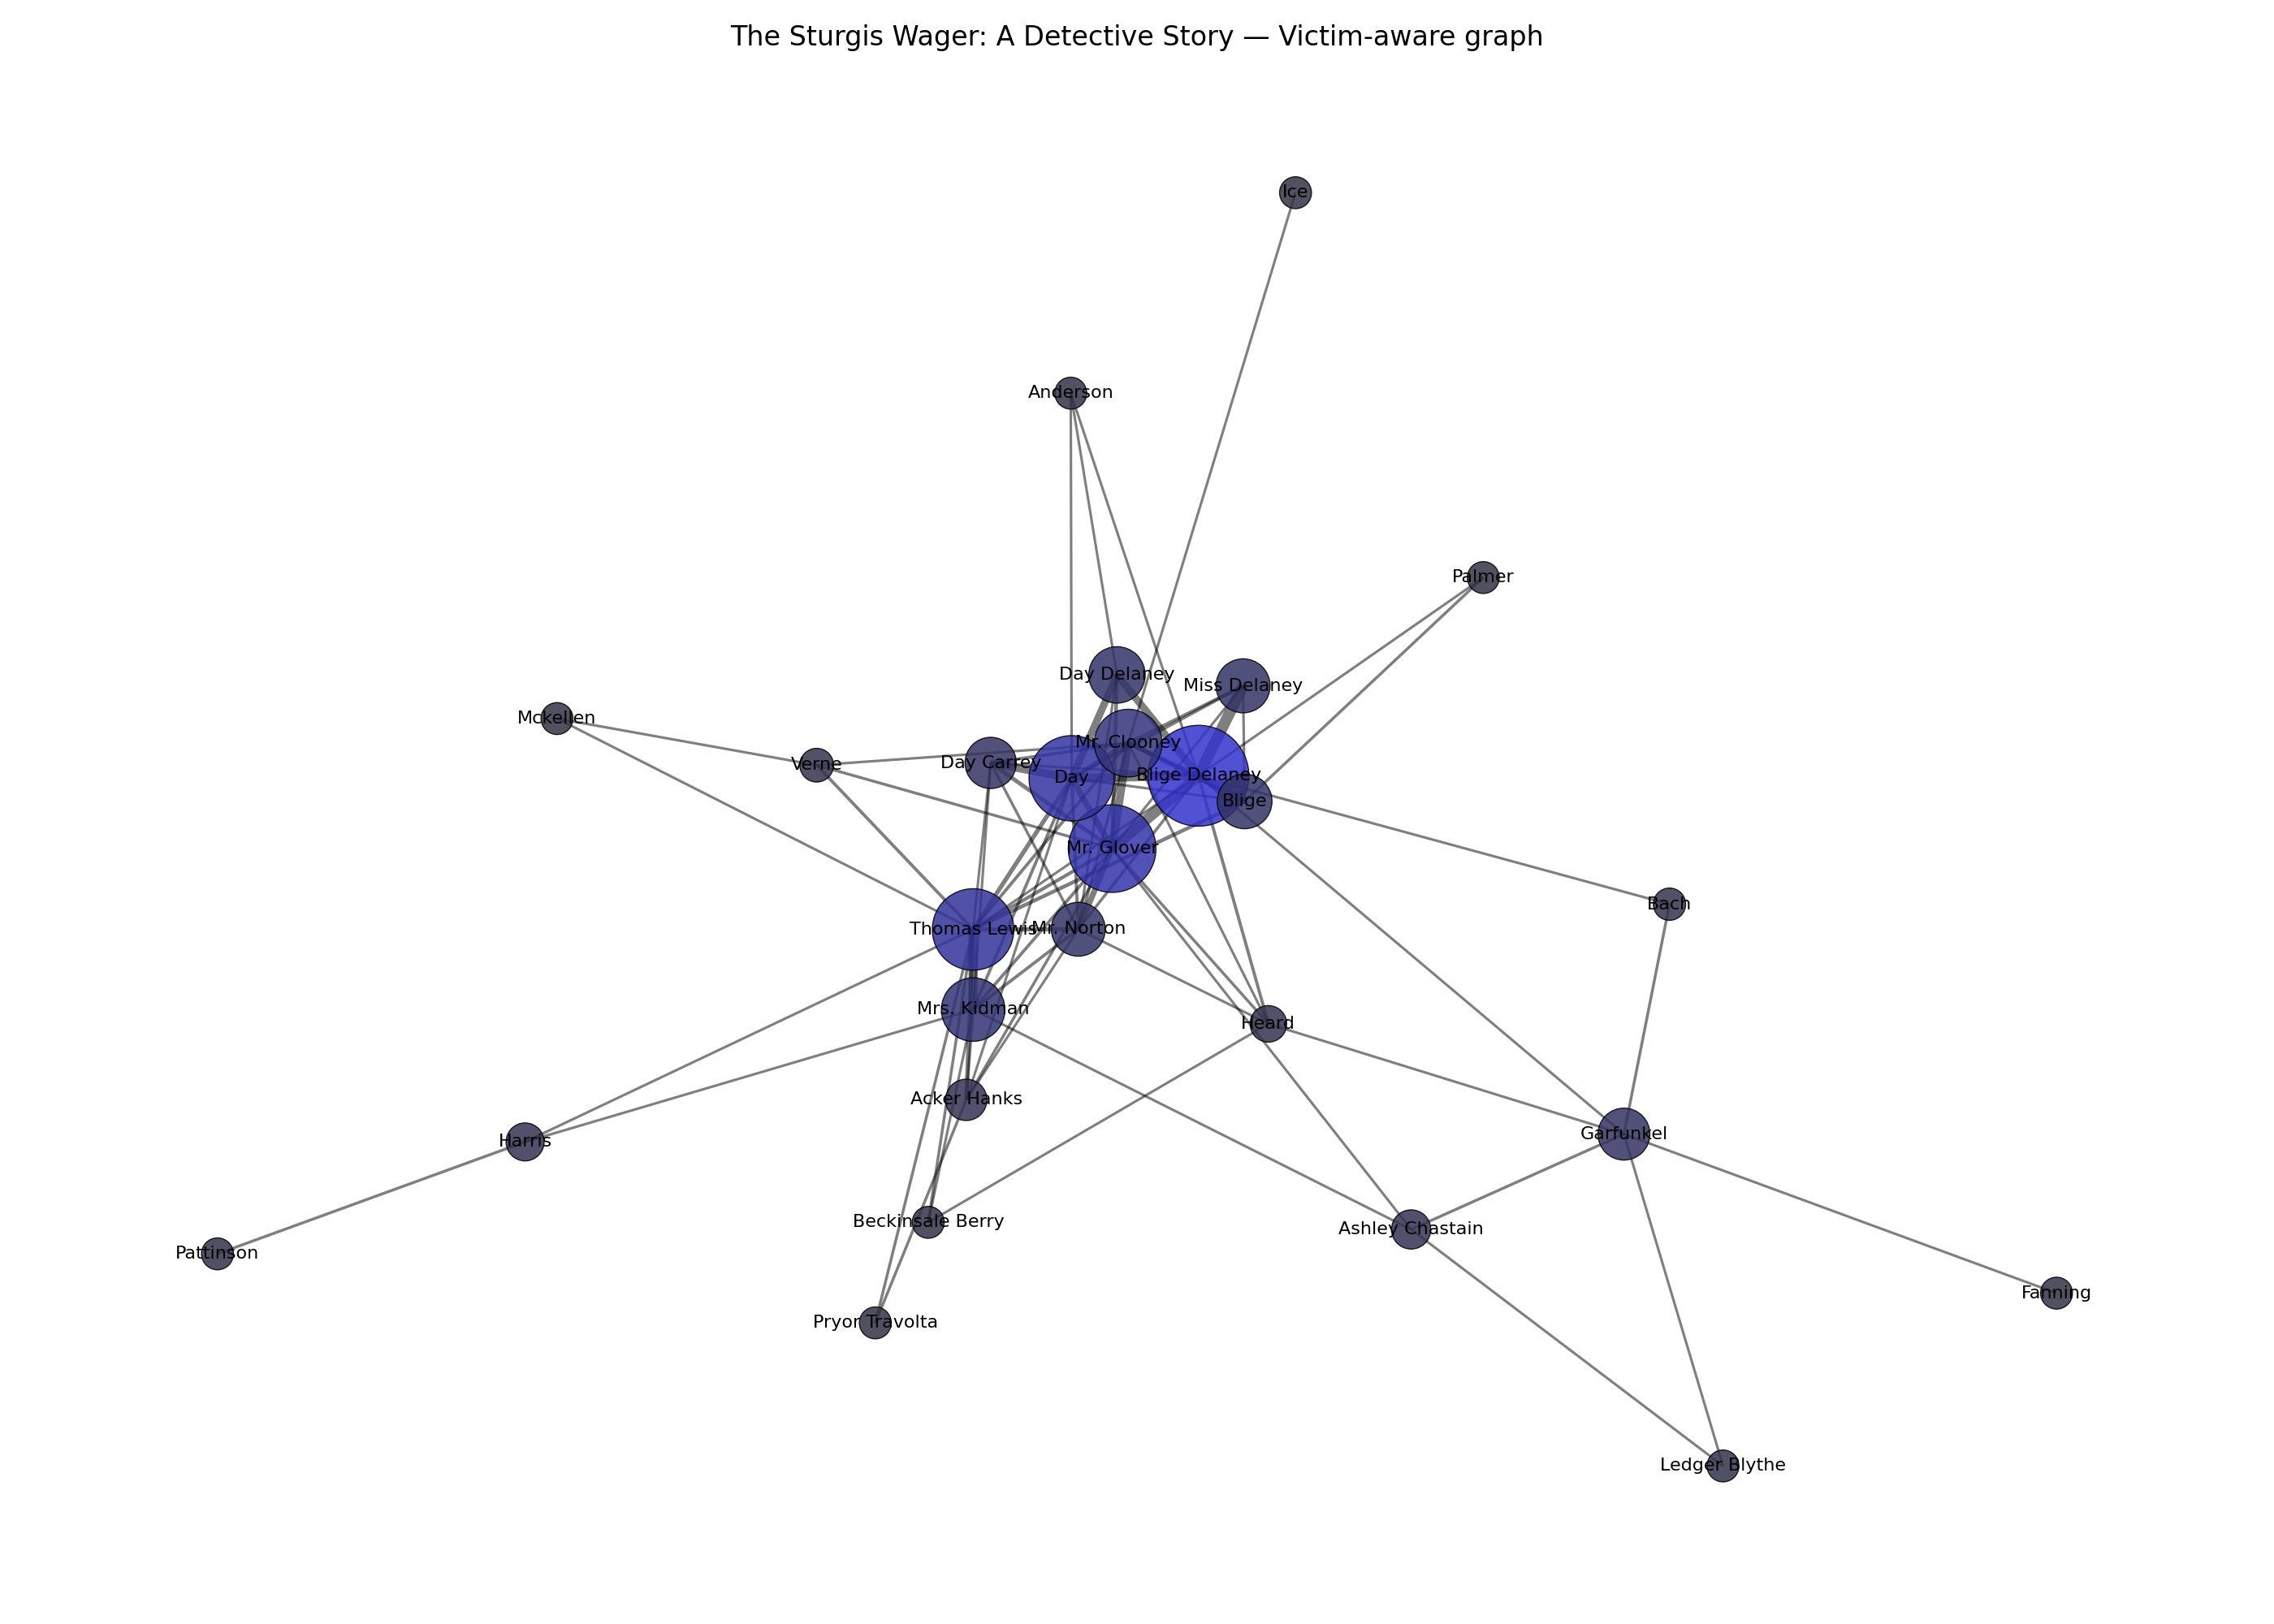 The Sturgis Wager: A Detective Story — Victim-aware graph
Ice
Anderson
Palmer
Day Delaney
Miss Delaney
Mckellen
Mr. Clooney
Verne
Day Carrey
Day
Blige Delaney
Blige
Mr. Glover
Bach
Thomas Lewis
Mr. Norton
Mrs. Kidman
Heard
Acker Hanks
Garfunkel
Harris
Beckinsale Berry
Ashley Chastain
Pattinson
Fanning
Pryor Travolta
Ledger Blythe